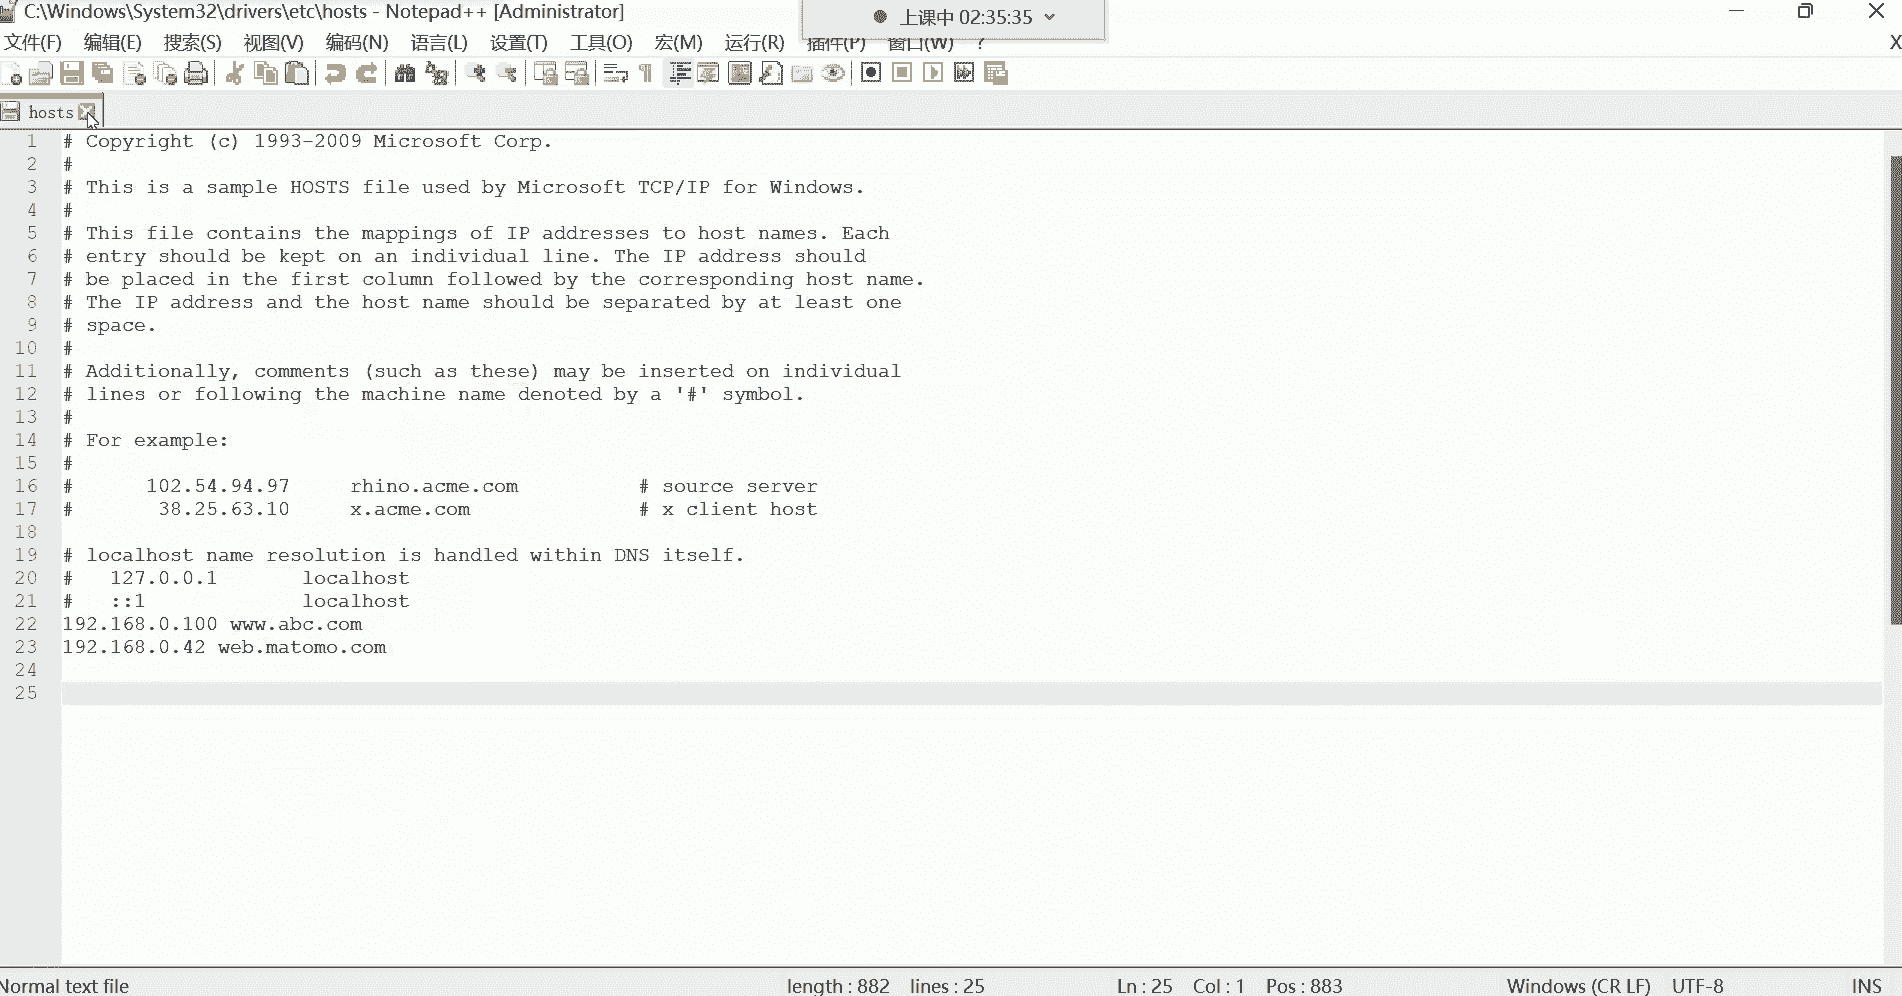 C:\Windows\System32\drivers\etc\hosts - Notepad++ [Administrator]
上课中 02:35:35
文件(F) 编辑(E) 搜索(S) 视图(V) 编码(N) 语言(L) 设置(T) 工具(O) 宏(M) 运行(R) 插件(P) 窗口(W) ? X
hosts
1 # Copyright (c) 1993-2009 Microsoft Corp.
2 #
3 # This is a sample HOSTS file used by Microsoft TCP/IP for Windows.
4 #
5 # This file contains the mappings of IP addresses to host names. Each
6 # entry should be kept on an individual line. The IP address should
7 # be placed in the first column followed by the corresponding host name.
8 # The IP address and the host name should be separated by at least one
9 # space.
10 #
11 # Additionally, comments (such as these) may be inserted on individual
12 # lines or following the machine name denoted by a '#' symbol.
13 #
14 # For example:
15 #
16 # 102.54.94.97 rhino.acme.com # source server
17 # 38.25.63.10 x.acme.com # x client host
18
19 # localhost name resolution is handled within DNS itself.
20 # 127.0.0.1 localhost
21 # ::1 localhost
22 192.168.0.100 www.abc.com
23 192.168.0.42 web.matomo.com
24
25
Normal text file length : 882 lines : 25 Ln : 25 Col : 1 Pos : 883 Windows (CR LF) UTF-8 INS